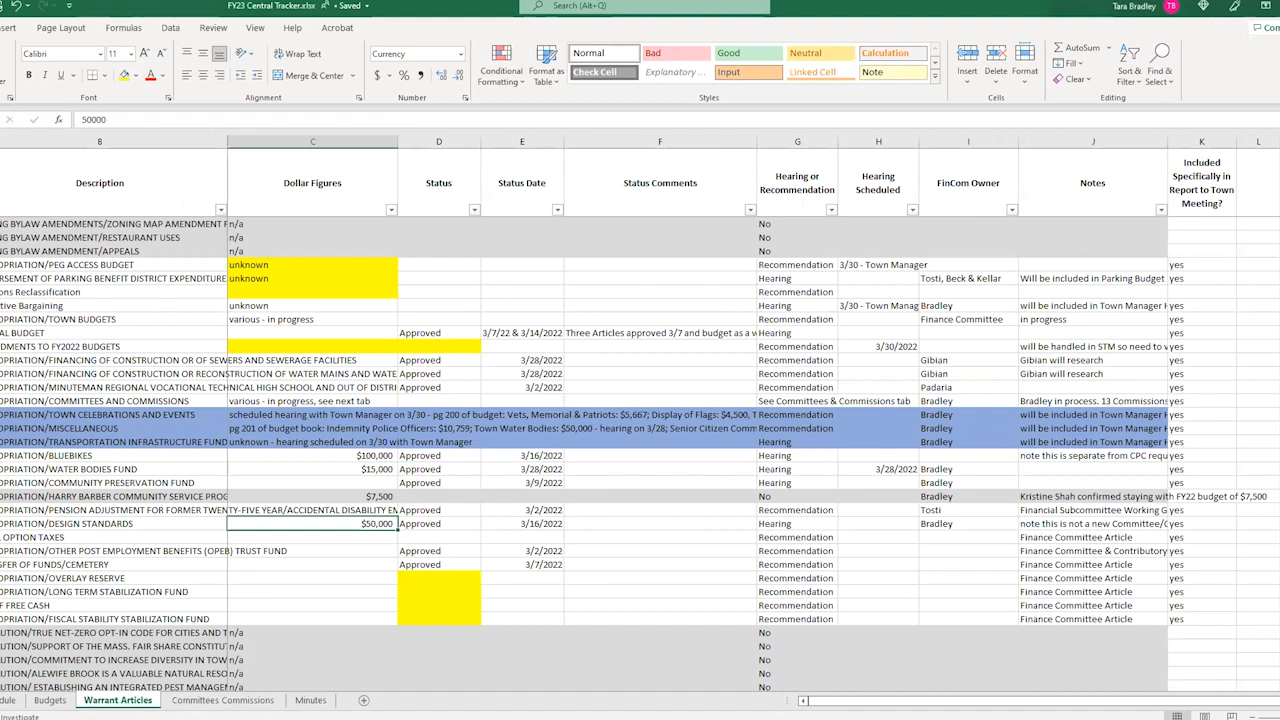 FY23 Central Tracker.xlsx • Saved Search (Alt+Q) Tara Bradley TB
nsert Page Layout Formulas Data Review View Help Acrobat Com
Calibri 11 Wrap Text Currency Normal Bad Good Neutral Calculation AutoSum
B I U A Merge & Center $ % Conditional Formatting Format as Table Check Cell Explanatory ... Input Linked Cell Note Insert Delete Format Fill Clear Sort & Filter Find & Select
Font Alignment Number Styles Cells Editing
fx 50000
B C D E F G H I J K L
Description Dollar Figures Status Status Date Status Comments Hearing or Recommendation Hearing Scheduled FinCom Owner Notes Included Specifically in Report to Town Meeting?
NG BYLAW AMENDMENTS/ZONING MAP AMENDMENT F n/a No
NG BYLAW AMENDMENT/RESTAURANT USES n/a No
NG BYLAW AMENDMENT/APPEALS n/a No
OPRIATION/PEG ACCESS BUDGET unknown Recommendation 3/30 - Town Manager yes
RSEMENT OF PARKING BENEFIT DISTRICT EXPENDITURE unknown Hearing Tosti, Beck & Kellar Will be included in Parking Budget yes
ons Reclassification Recommendation yes
tive Bargaining unknown Hearing 3/30 - Town Manag Bradley will be included in Town Manager H yes
OPRIATION/TOWN BUDGETS various - in progress Recommendation Finance Committee in progress yes
AL BUDGET Approved 3/7/22 & 3/14/2022 Three Articles approved 3/7 and budget as a w Hearing yes
NDMENTS TO FY2022 BUDGETS Recommendation 3/30/2022 will be handled in STM so need to v yes
OPRIATION/FINANCING OF CONSTRUCTION OR OF SEWERS AND SEWERAGE FACILITIES Approved 3/28/2022 Recommendation Gibian Gibian will research yes
OPRIATION/FINANCING OF CONSTRUCTION OR RECONSTRUCTION OF WATER MAINS AND WATE Approved 3/28/2022 Recommendation Gibian Gibian will research yes
OPRIATION/MINUTEMAN REGIONAL VOCATIONAL TECHNICAL HIGH SCHOOL AND OUT OF DISTRI Approved 3/2/2022 Recommendation Padaria yes
OPRIATION/COMMITTEES AND COMMISSIONS various - in progress, see next tab See Committees & Commissions tab Bradley Bradley in process. 13 Commissions yes
OPRIATION/TOWN CELEBRATIONS AND EVENTS scheduled hearing with Town Manager on 3/30 - pg 200 of budget: Vets, Memorial & Patriots: $5,667; Display of Flags: $4,500, T Recommendation Bradley will be included in Town Manager H yes
OPRIATION/MISCELLANEOUS pg 201 of budget book: Indemnity Police Officers: $10,759; Town Water Bodies: $50,000 - hearing on 3/28; Senior Citizen Comm Recommendation Bradley will be included in Town Manager H yes
OPRIATION/TRANSPORTATION INFRASTRUCTURE FUND unknown - hearing scheduled on 3/30 with Town Manager Hearing Bradley will be included in Town Manager H yes
OPRIATION/BLUEBIKES $100,000 Approved 3/16/2022 Hearing Bradley note this is separate from CPC requ yes
OPRIATION/WATER BODIES FUND $15,000 Approved 3/28/2022 Hearing 3/28/2022 Bradley yes
OPRIATION/COMMUNITY PRESERVATION FUND Approved 3/9/2022 Hearing Bradley yes
OPRIATION/HARRY BARBER COMMUNITY SERVICE PROG $7,500 No Bradley Kristine Shah confirmed staying with FY22 budget of $7,500
OPRIATION/PENSION ADJUSTMENT FOR FORMER TWENTY-FIVE YEAR/ACCIDENTAL DISABILITY EM Approved 3/2/2022 Recommendation Tosti Financial Subcommittee Working G yes
OPRIATION/DESIGN STANDARDS $50,000 Approved 3/16/2022 Hearing Bradley note this is not a new Committee/C yes
L OPTION TAXES Recommendation Finance Committee Article yes
OPRIATION/OTHER POST EMPLOYMENT BENEFITS (OPEB) TRUST FUND Approved 3/2/2022 Recommendation Finance Committee & Contributory yes
SFER OF FUNDS/CEMETERY Approved 3/7/2022 Recommendation Finance Committee Article yes
OPRIATION/OVERLAY RESERVE Recommendation Finance Committee Article yes
OPRIATION/LONG TERM STABILIZATION FUND Recommendation Finance Committee Article yes
OF FREE CASH Recommendation Finance Committee Article yes
OPRIATION/FISCAL STABILITY STABILIZATION FUND Recommendation Finance Committee Article yes
LUTION/TRUE NET-ZERO OPT-IN CODE FOR CITIES AND T n/a No
LUTION/SUPPORT OF THE MASS. FAIR SHARE CONSTITUT n/a No
LUTION/COMMITMENT TO INCREASE DIVERSITY IN TOW n/a No
LUTION/ALEWIFE BROOK IS A VALUABLE NATURAL RESO n/a No
LUTION/ ESTABLISHING AN INTEGRATED PEST MANAGEM n/a No
dule Budgets Warrant Articles Committees Commissions Minutes
Investigate